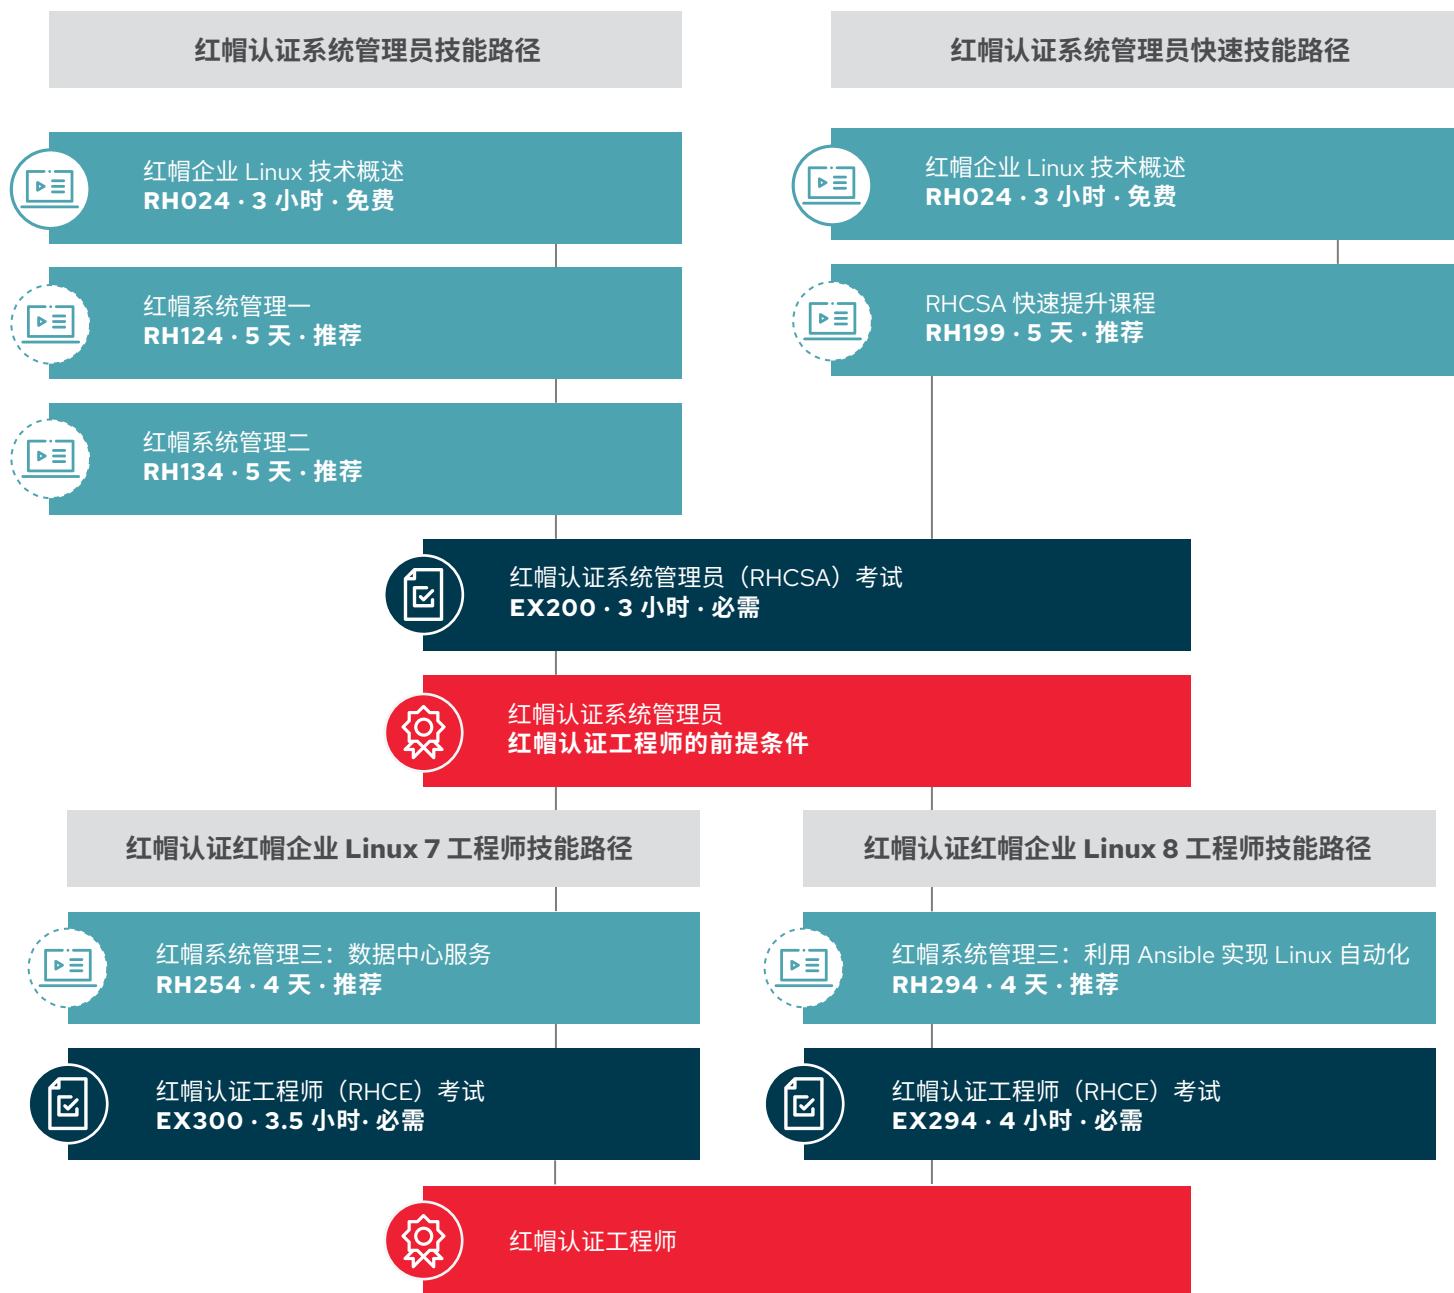 红帽认证系统管理员技能路径
红帽企业 Linux 技术概述
RH024 · 3 小时 · 免费
红帽系统管理一
RH124 · 5 天 · 推荐
红帽系统管理二
RH134 · 5 天 · 推荐
红帽认证系统管理员快速技能路径
红帽企业 Linux 技术概述
RH024 · 3 小时 · 免费
RHCSA 快速提升课程
RH199 · 5 天 · 推荐
红帽认证系统管理员（RHCSA）考试
EX200 · 3 小时 · 必需
红帽认证系统管理员
红帽认证工程师的前提条件
红帽认证红帽企业 Linux 7 工程师技能路径
红帽系统管理三：数据中心服务
RH254 · 4 天 · 推荐
红帽认证工程师（RHCE）考试
EX300 · 3.5 小时· 必需
红帽认证红帽企业 Linux 8 工程师技能路径
红帽系统管理三：利用 Ansible 实现 Linux 自动化
RH294 · 4 天 · 推荐
红帽认证工程师（RHCE）考试
EX294 · 4 小时 · 必需
红帽认证工程师